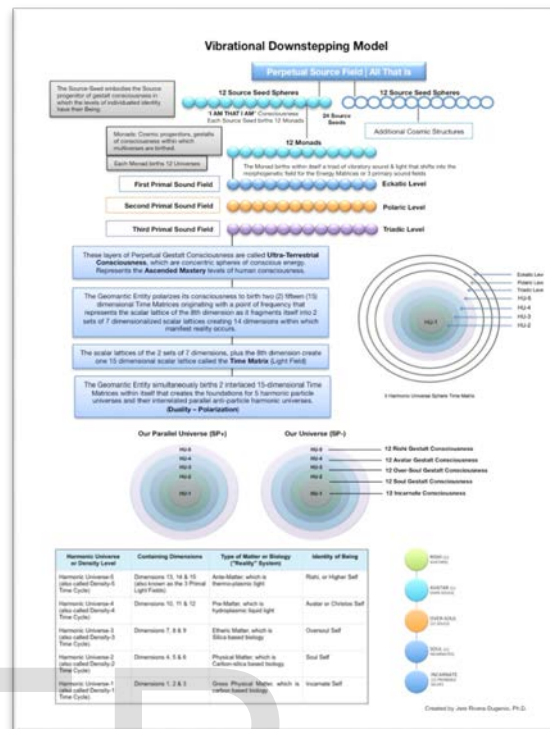 Vibrational Downstepping Model
Perpetual Source Field | All That Is
The Source Seed embodies the Source
progenitor of gestalt consciousness in
which the levels of individuated identity
have their Being.
12 Source Seed Spheres
12 Source Seed Spheres
"I AM THAT I AM" Consciousness
Each Source Seed births 12 Monads
24 Source
Seeds
Monads: Cosmic progenitors, gestalts
of consciousness within which
multiverses are birthed.
Additional Cosmic Structures
12 Monads
Each Monad births 12 Universes
The Monad births within itself a triad of vibratory sound & light that shifts into the
morphogenetic field for the Energy Matrices or 3 primary sound fields
First Primal Sound Field
Eckatic Level
Second Primal Sound Field
Polaric Level
Third Primal Sound Field
Triadic Level
These layers of Perpetual Gestalt Consciousness are called Ultra-Terrestrial
Consciousness, which are concentric spheres of conscious energy.
Represents the Ascended Mastery levels of human consciousness.
The Geomantic Entity polarizes its consciousness to birth two (2) fifteen (15)
dimensional Time Matrices originating with a point of frequency that
represents the scalar lattice of the 8th dimension as it fragments itself into 2
sets of 7 dimensionalized scalar lattices creating 14 dimensions within which
manifest reality occurs.
The scalar lattices of the 2 sets of 7 dimensions, plus the 8th dimension create
one 15 dimensional scalar lattice called the Time Matrix (Light Field)
The Geomantic Entity simultaneously births 2 interlaced 15-dimensional Time
Matrices within itself that creates the foundations for 5 harmonic particle
universes and their interrelated parallel anti-particle harmonic universes.
(Duality – Polarization)
Eckatic Level
Polaric Level
Triadic Level
HU-5
HU-4
HU-3
HU-2
HU-1
5 Harmonic Universe Sphere Time Matrix
Our Parallel Universe (SP+)
Our Universe (SP-)
HU-5
HU-4
HU-3
HU-2
HU-1
HU-5
HU-4
HU-3
HU-2
HU-1
12 Rishi Gestalt Consciousness
12 Avatar Gestalt Consciousness
12 Over-Soul Gestalt Consciousness
12 Soul Gestalt Consciousness
12 Incarnate Consciousness
Harmonic Universe
or Density Level
Containing Dimensions
Type of Matter or Biology
("Reality" System)
Identity of Being
Harmonic Universe-5
(also called Density-5
Time Cycle)
Dimensions 13, 14 & 15
(also known as the 3 Primal
Light Fields)
Ante-Matter, which is
thermo-plasmic light
Rishi, or Higher Self
Harmonic Universe-4
(also called Density-4
Time Cycle)
Dimensions 10, 11 & 12
Pre-Matter, which is
hydroplasmic liquid light
Avatar or Christos Self
Harmonic Universe-3
(also called Density-3
Time Cycle)
Dimensions 7, 8 & 9
Etheric Matter, which is
Silica based biology
Oversoul Self
Harmonic Universe-2
(also called Density-2
Time Cycle)
Dimensions 4, 5 & 6
Physical Matter, which is
Carbon-silica based biology
Soul Self
Harmonic Universe-1
(also called Density-1
Time Cycle).
Dimensions 1, 2 & 3
Gross Physical Matter, which is
carbon based biology
Incarnate Self
RISHI
AVATAR
OVER-SOUL
SOUL
INCARNATE
Created by Jere Rivera-Dugenio, Ph.D.